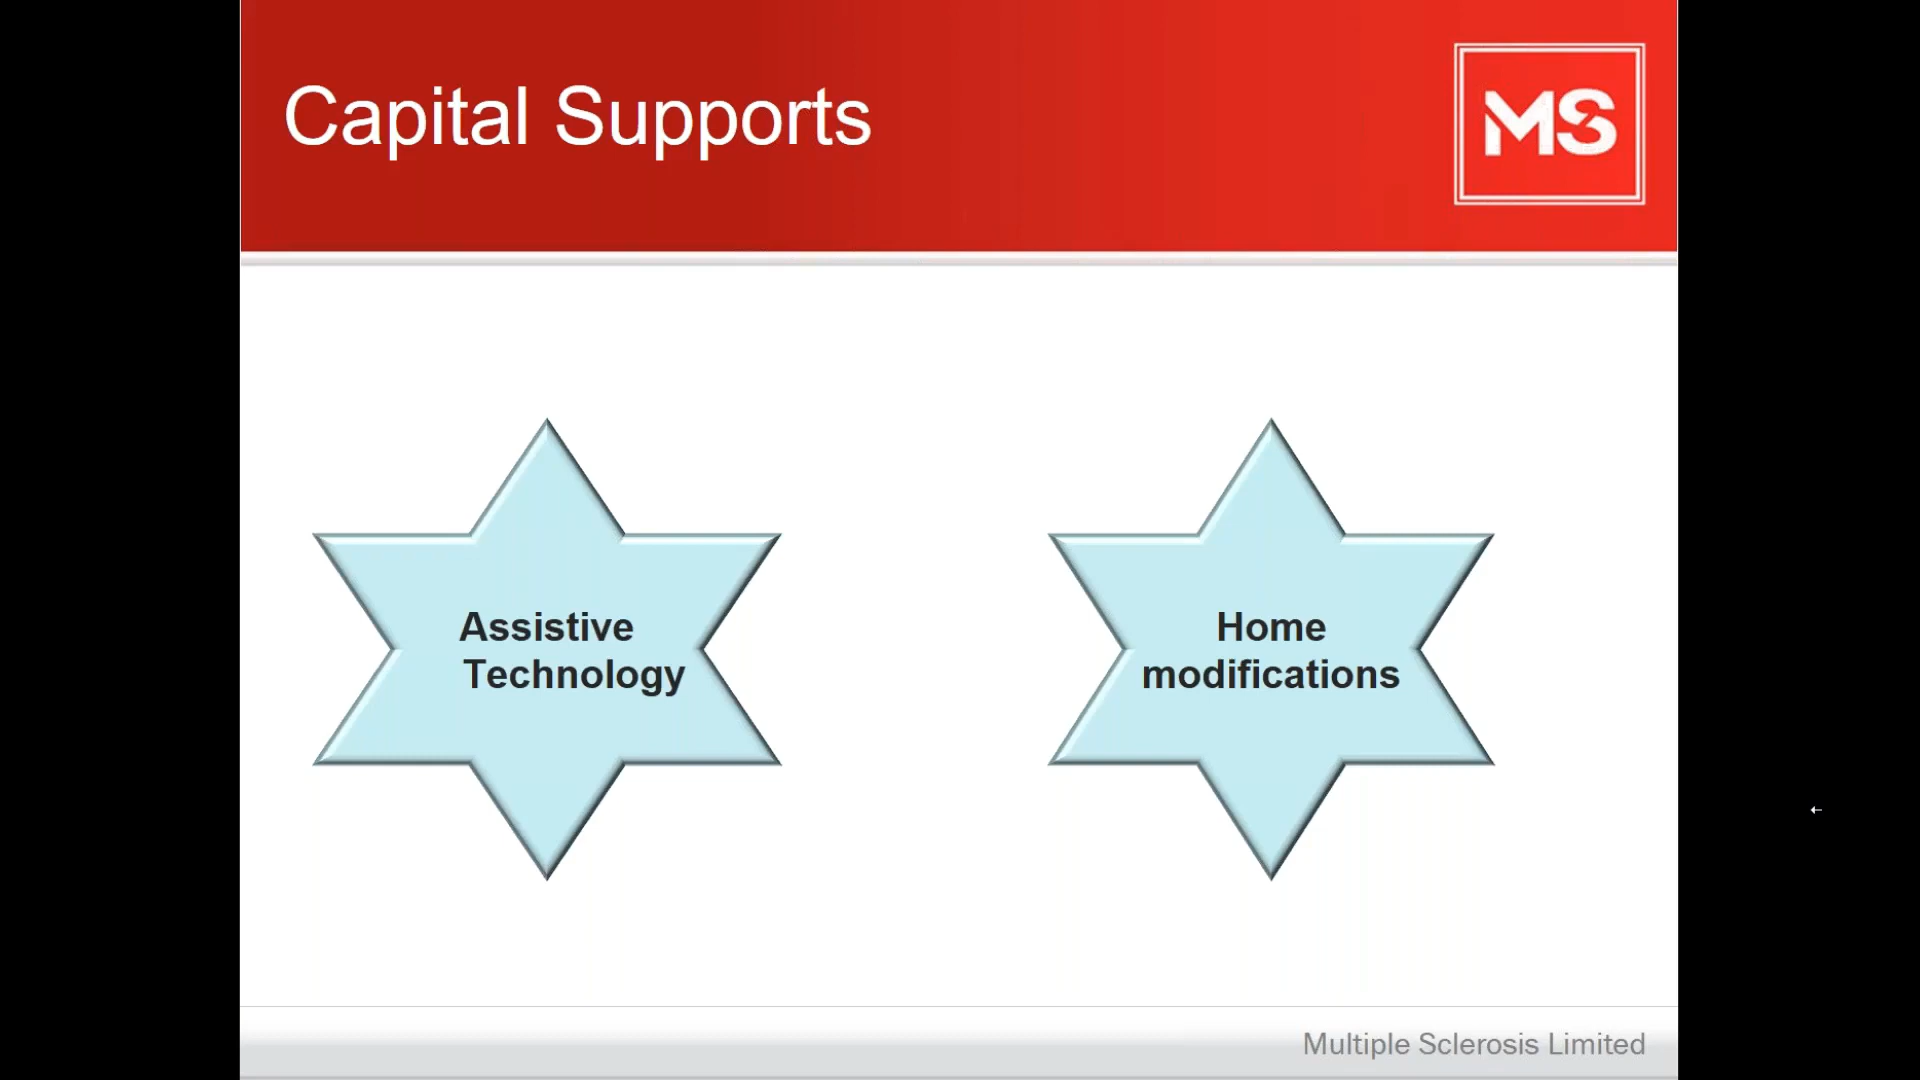 Capital Supports
MS
Assistive
Technology
Home
modifications
Multiple Sclerosis Limited